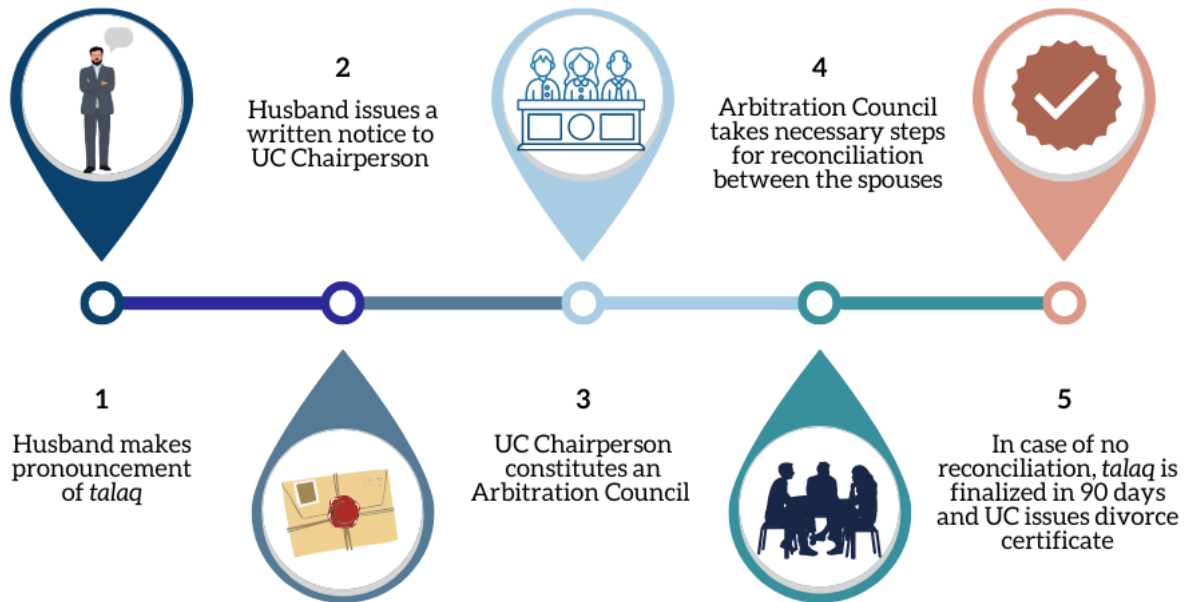 1
Husband makes
pronouncement
of talaq
2
Husband issues a
written notice to
UC Chairperson
3
UC Chairperson
constitutes an
Arbitration Council
4
Arbitration Council
takes necessary steps
for reconciliation
between the spouses
5
In case of no
reconciliation, talaq is
finalized in 90 days
and UC issues divorce
certificate